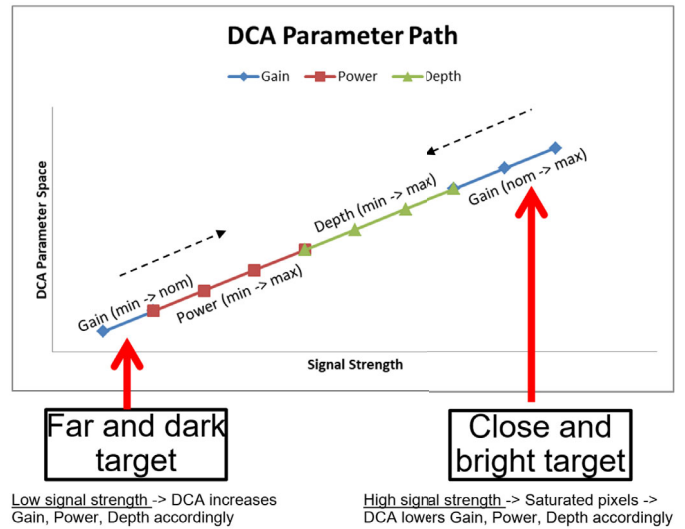 DCA Parameter Path
Gain Power Depth
DCA Parameter Space
Gain (min -> nom)
Power (min -> max)
Depth (min -> max)
Gain (nom -> max)
Signal Strength
Far and dark
target
Close and
bright target
Low signal strength -> DCA increases
Gain, Power, Depth accordingly
High signal strength -> Saturated pixels ->
DCA lowers Gain, Power, Depth accordingly